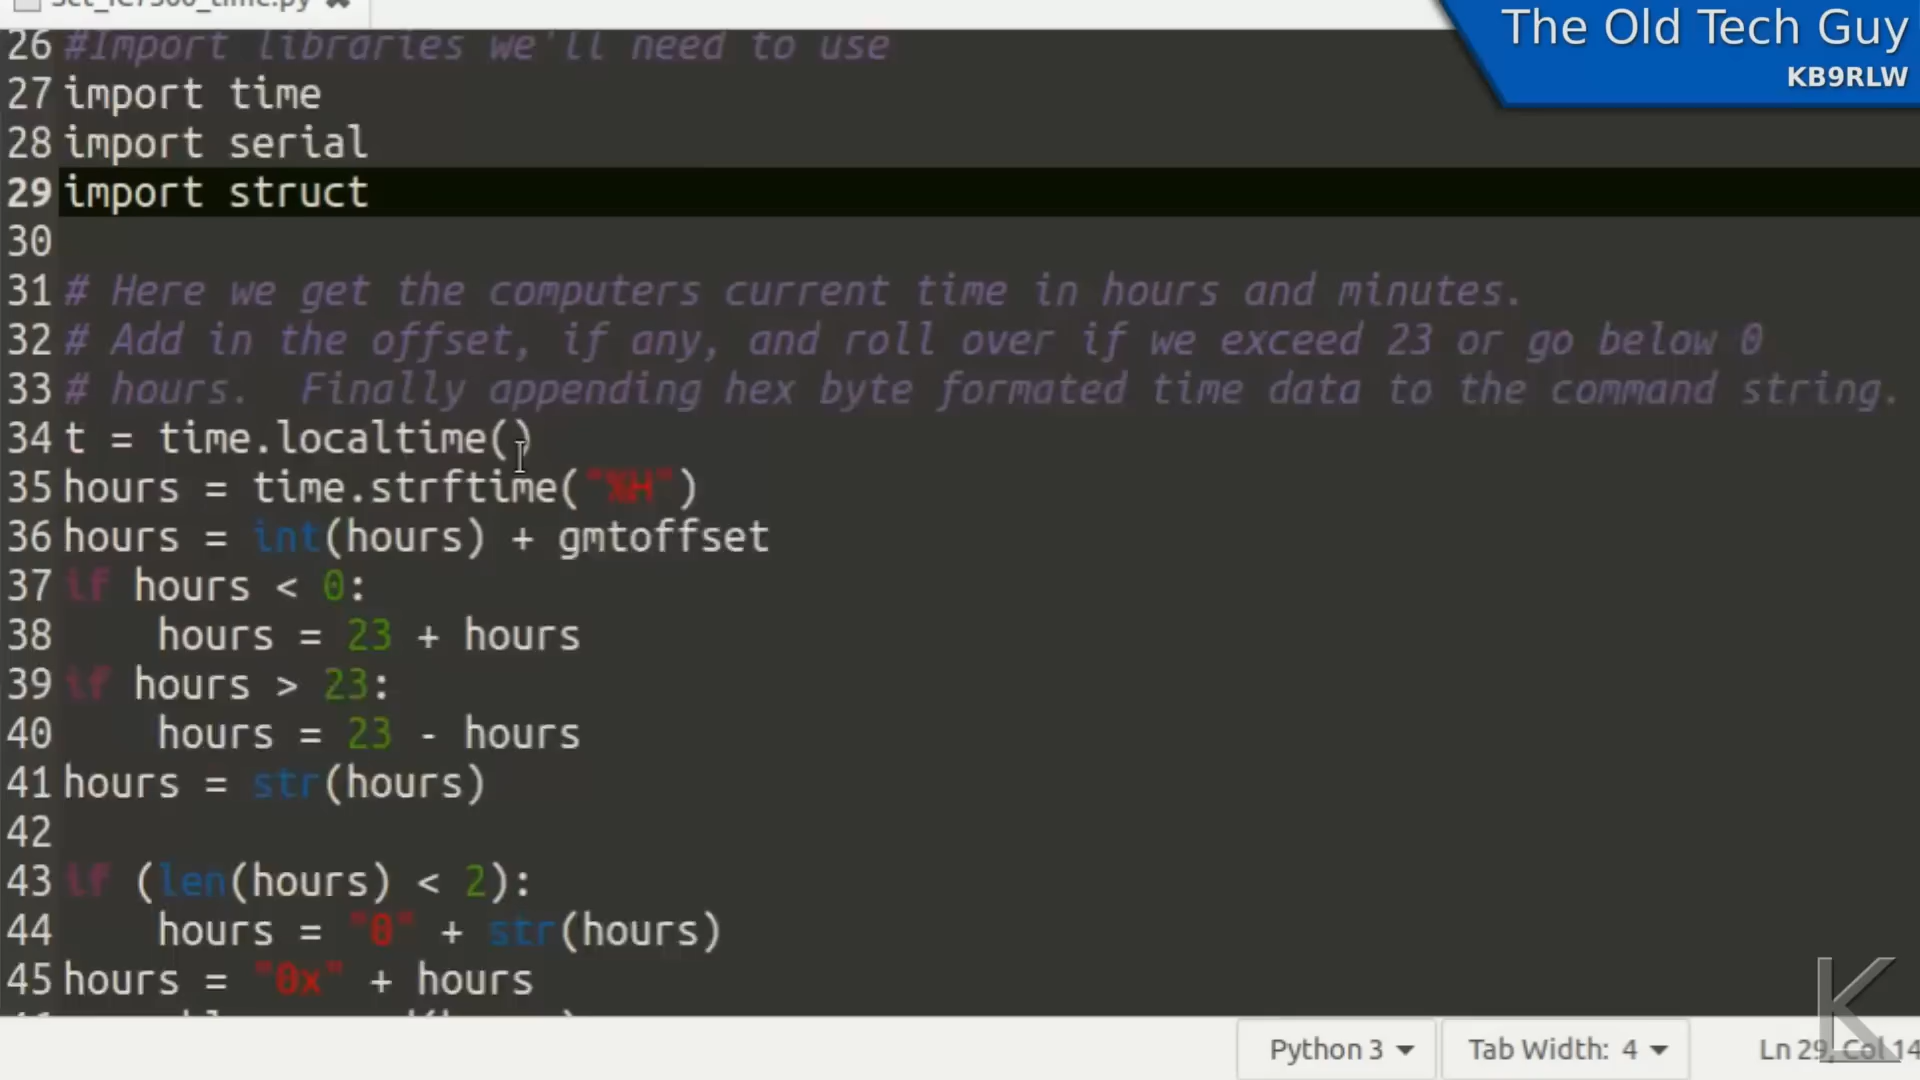 The Old Tech Guy
KB9RLW
26 #Import libraries we'll need to use
27 import time
28 import serial
29 import struct
30
31 # Here we get the computers current time in hours and minutes.
32 # Add in the offset, if any, and roll over if we exceed 23 or go below 0
33 # hours.  Finally appending hex byte formated time data to the command string.
34 t = time.localtime()
35 hours = time.strftime("%H")
36 hours = int(hours) + gmtoffset
37 if hours < 0:
38     hours = 23 + hours
39 if hours > 23:
40     hours = 23 - hours
41 hours = str(hours)
42
43 if (len(hours) < 2):
44     hours = "0" + str(hours)
45 hours = "0x" + hours
Python 3
Tab Width: 4
Ln 29, Col 14
K